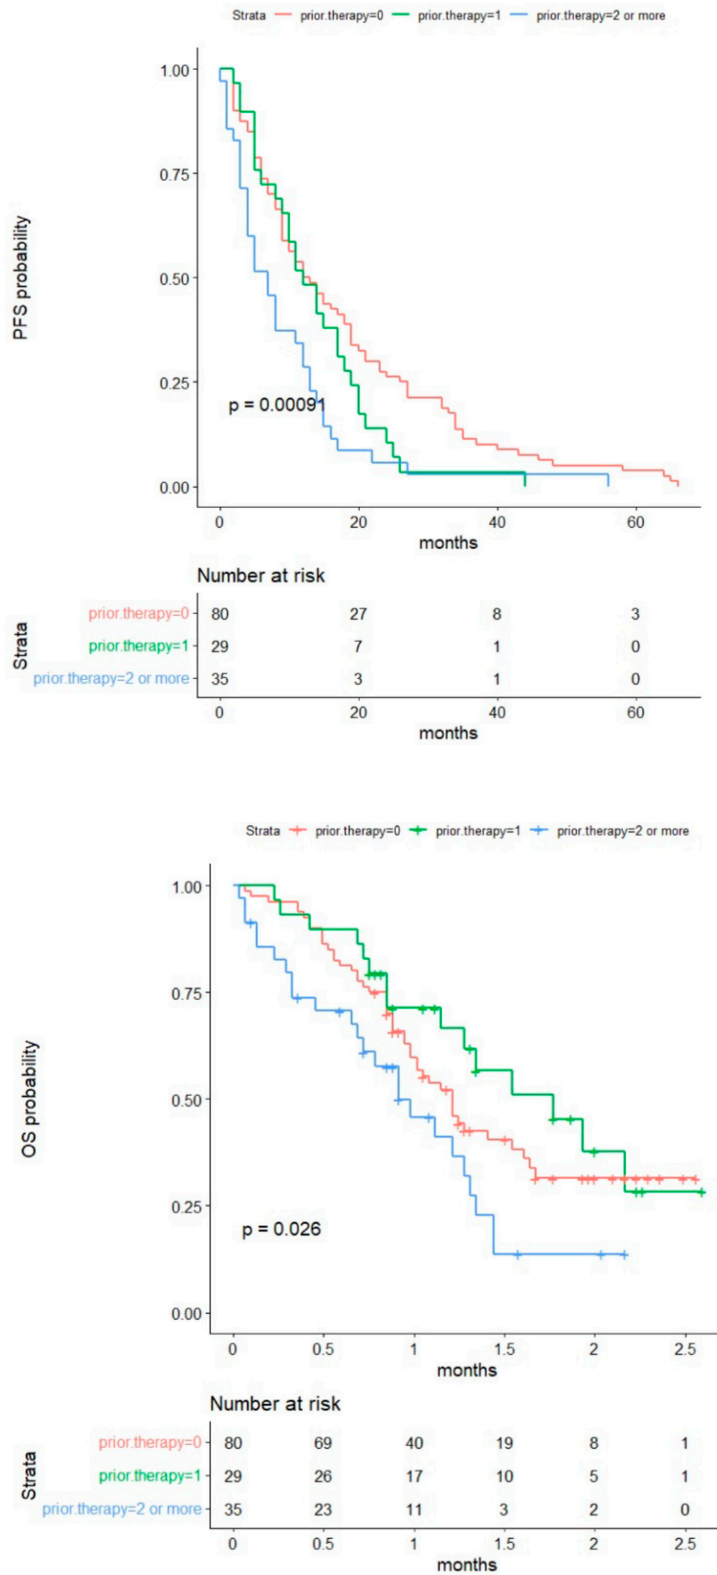 Strata prior.therapy=0 prior.therapy=1 prior.therapy=2 or more
1.00
0.75
PFS probability
0.50
0.25
p = 0.00091
0.00
0 20 40 60
months
Number at risk
Strata
prior.therapy=0 80 27 8 3
prior.therapy=1 29 7 1 0
prior.therapy=2 or more 35 3 1 0
0 20 40 60
months
Strata prior.therapy=0 prior.therapy=1 prior.therapy=2 or more
1.00
0.75
OS probability
0.50
0.25
p = 0.026
0.00
0 0.5 1 1.5 2 2.5
months
Number at risk
Strata
prior.therapy=0 80 69 40 19 8 1
prior.therapy=1 29 26 17 10 5 1
prior.therapy=2 or more 35 23 11 3 2 0
0 0.5 1 1.5 2 2.5
months